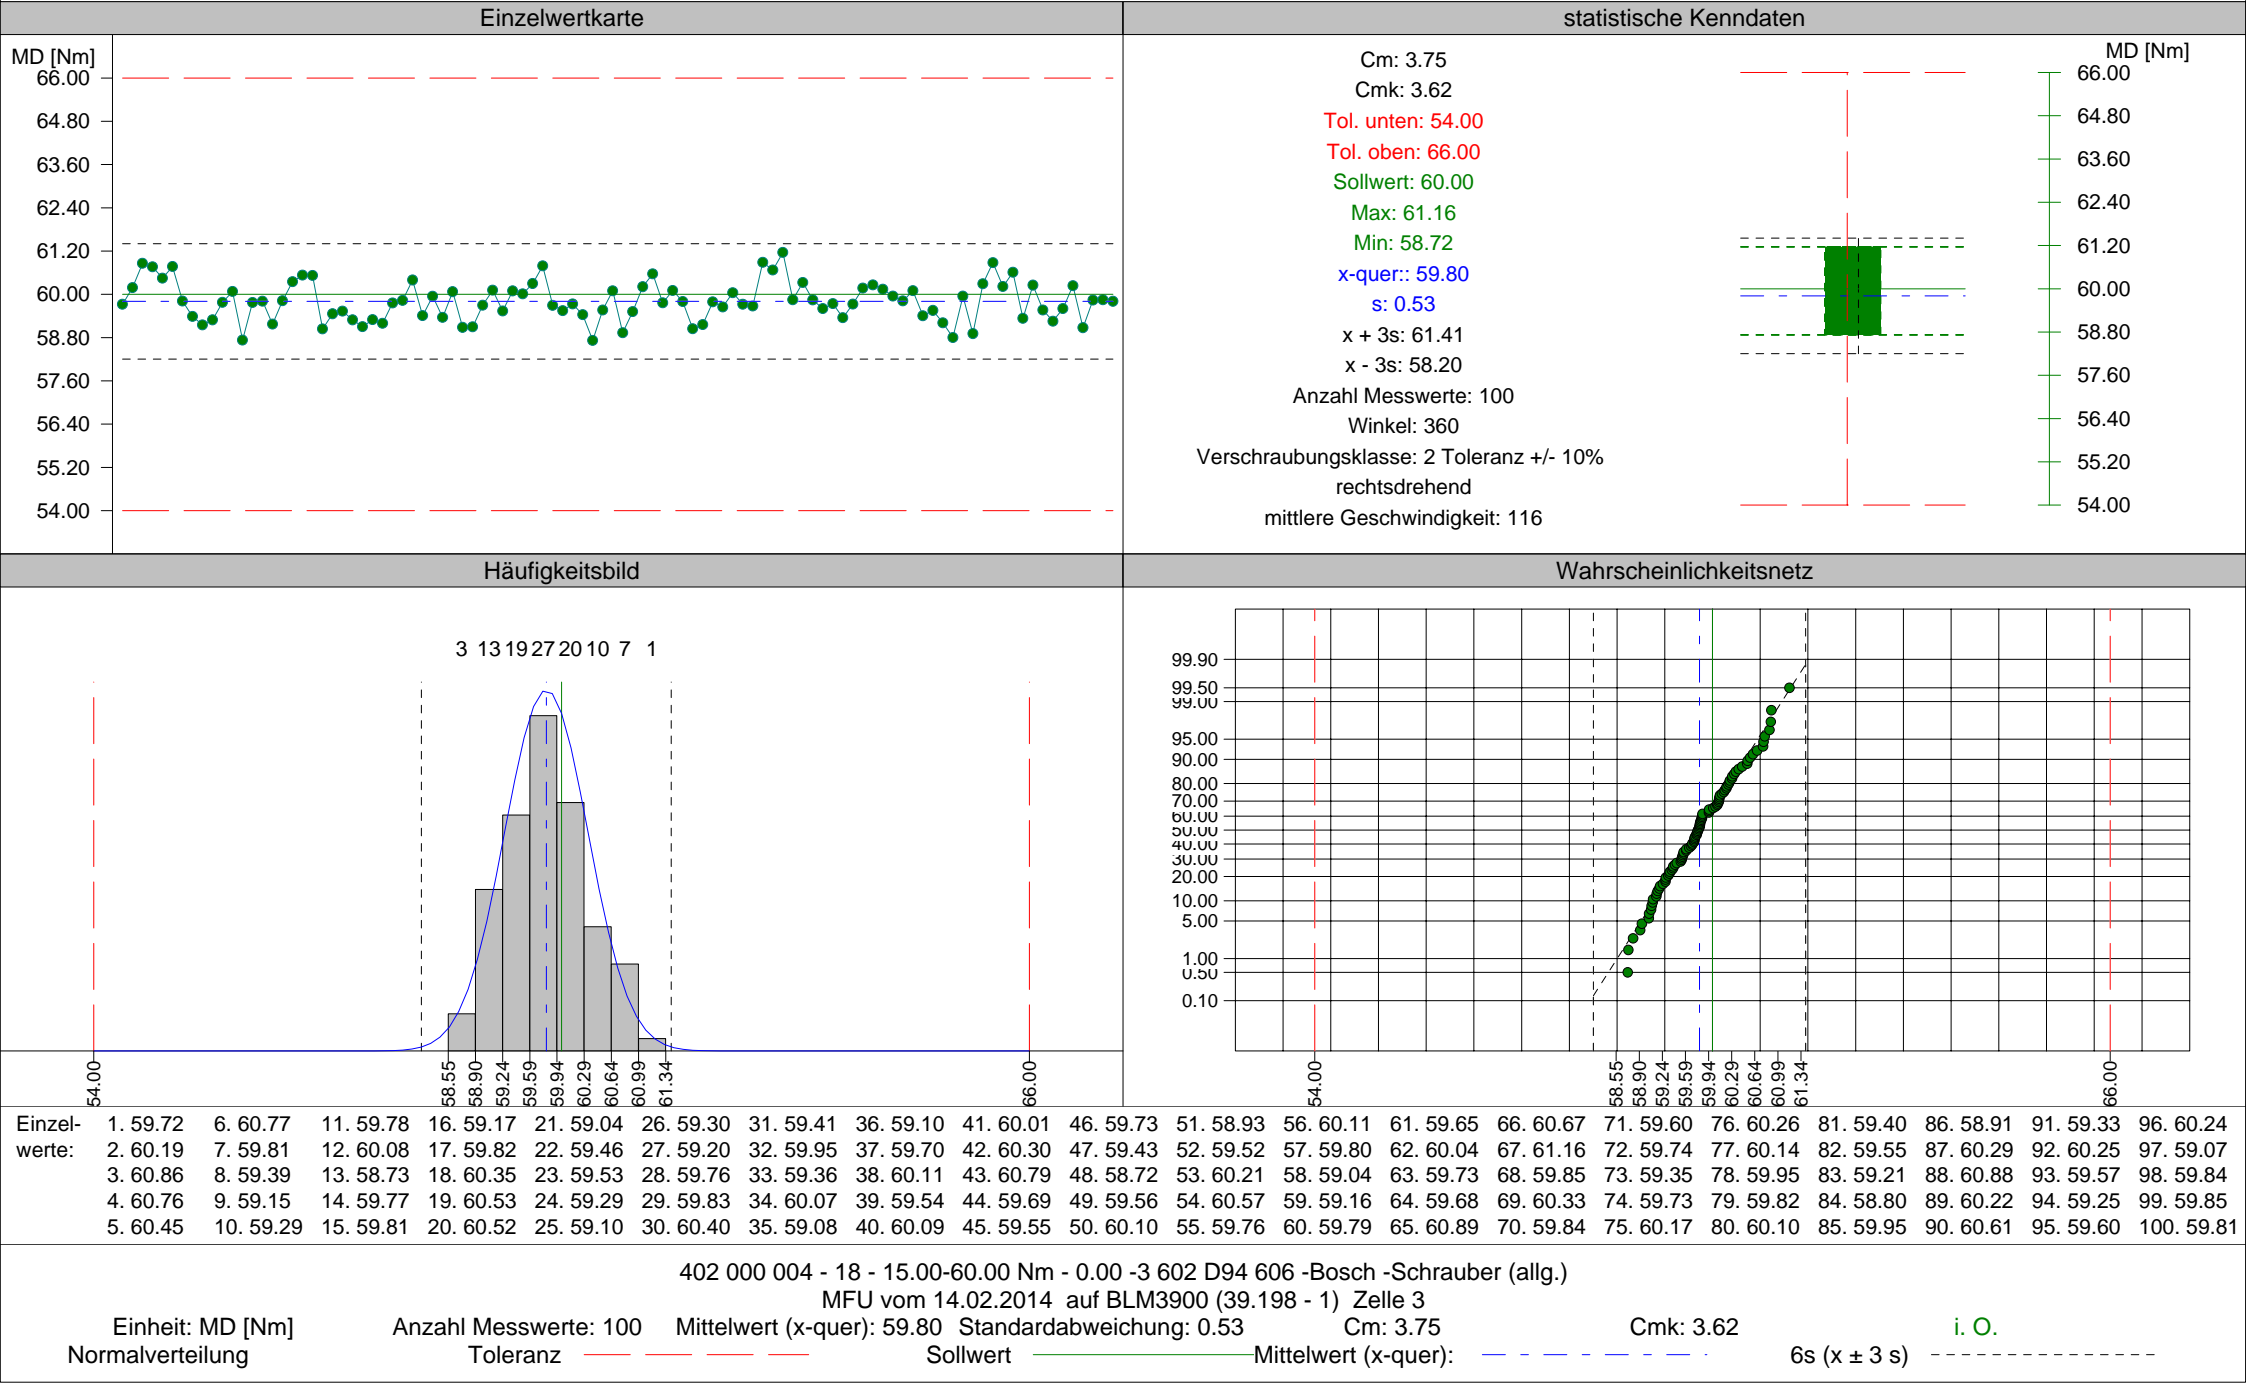 Einzelwertkarte
MD [Nm]
66.00
64.80
63.60
62.40
61.20
60.00
58.80
57.60
56.40
55.20
54.00
statistische Kenndaten
Cm: 3.75
Cmk: 3.62
Tol. unten: 54.00
Tol. oben: 66.00
Sollwert: 60.00
Max: 61.16
Min: 58.72
x-quer:: 59.80
s: 0.53
x + 3s: 61.41
x - 3s: 58.20
Anzahl Messwerte: 100
Winkel: 360
Verschraubungsklasse: 2 Toleranz +/- 10%
rechtsdrehend
mittlere Geschwindigkeit: 116
MD [Nm]
66.00
64.80
63.60
62.40
61.20
60.00
58.80
57.60
56.40
55.20
54.00
Häufigkeitsbild
3 13 19 27 20 10 7 1
54.00 58.55 58.90 59.24 59.59 59.94 60.29 60.64 60.99 61.34 66.00
Wahrscheinlichkeitsnetz
99.90
99.50
99.00
95.00
90.00
80.00
70.00
60.00
50.00
40.00
30.00
20.00
10.00
5.00
1.00
0.50
0.10
54.00 58.55 58.90 59.24 59.59 59.94 60.29 60.64 60.99 61.34 66.00
Einzel- 1. 59.72 6. 60.77 11. 59.78 16. 59.17 21. 59.04 26. 59.30 31. 59.41 36. 59.10 41. 60.01 46. 59.73 51. 58.93 56. 60.11 61. 59.65 66. 60.67 71. 59.60 76. 60.26 81. 59.40 86. 58.91 91. 59.33 96. 60.24
werte: 2. 60.19 7. 59.81 12. 60.08 17. 59.82 22. 59.46 27. 59.20 32. 59.95 37. 59.70 42. 60.30 47. 59.43 52. 59.52 57. 59.80 62. 60.04 67. 61.16 72. 59.74 77. 60.14 82. 59.55 87. 60.29 92. 60.25 97. 59.07
3. 60.86 8. 59.39 13. 58.73 18. 60.35 23. 59.53 28. 59.76 33. 59.36 38. 60.11 43. 60.79 48. 58.72 53. 60.21 58. 59.04 63. 59.73 68. 59.85 73. 59.35 78. 59.95 83. 59.21 88. 60.88 93. 59.57 98. 59.84
4. 60.76 9. 59.15 14. 59.77 19. 60.53 24. 59.29 29. 59.83 34. 60.07 39. 59.54 44. 59.69 49. 59.56 54. 60.57 59. 59.16 64. 59.68 69. 60.33 74. 59.73 79. 59.82 84. 58.80 89. 60.22 94. 59.25 99. 59.85
5. 60.45 10. 59.29 15. 59.81 20. 60.52 25. 59.10 30. 60.40 35. 59.08 40. 60.09 45. 59.55 50. 60.10 55. 59.76 60. 59.79 65. 60.89 70. 59.84 75. 60.17 80. 60.10 85. 59.95 90. 60.61 95. 59.60 100. 59.81
402 000 004 - 18 - 15.00-60.00 Nm - 0.00 -3 602 D94 606 -Bosch -Schrauber (allg.)
MFU vom 14.02.2014 auf BLM3900 (39.198 - 1) Zelle 3
Einheit: MD [Nm] Anzahl Messwerte: 100 Mittelwert (x-quer): 59.80 Standardabweichung: 0.53 Cm: 3.75 Cmk: 3.62 i. O.
Normalverteilung Toleranz Sollwert Mittelwert (x-quer): 6s (x ± 3 s)